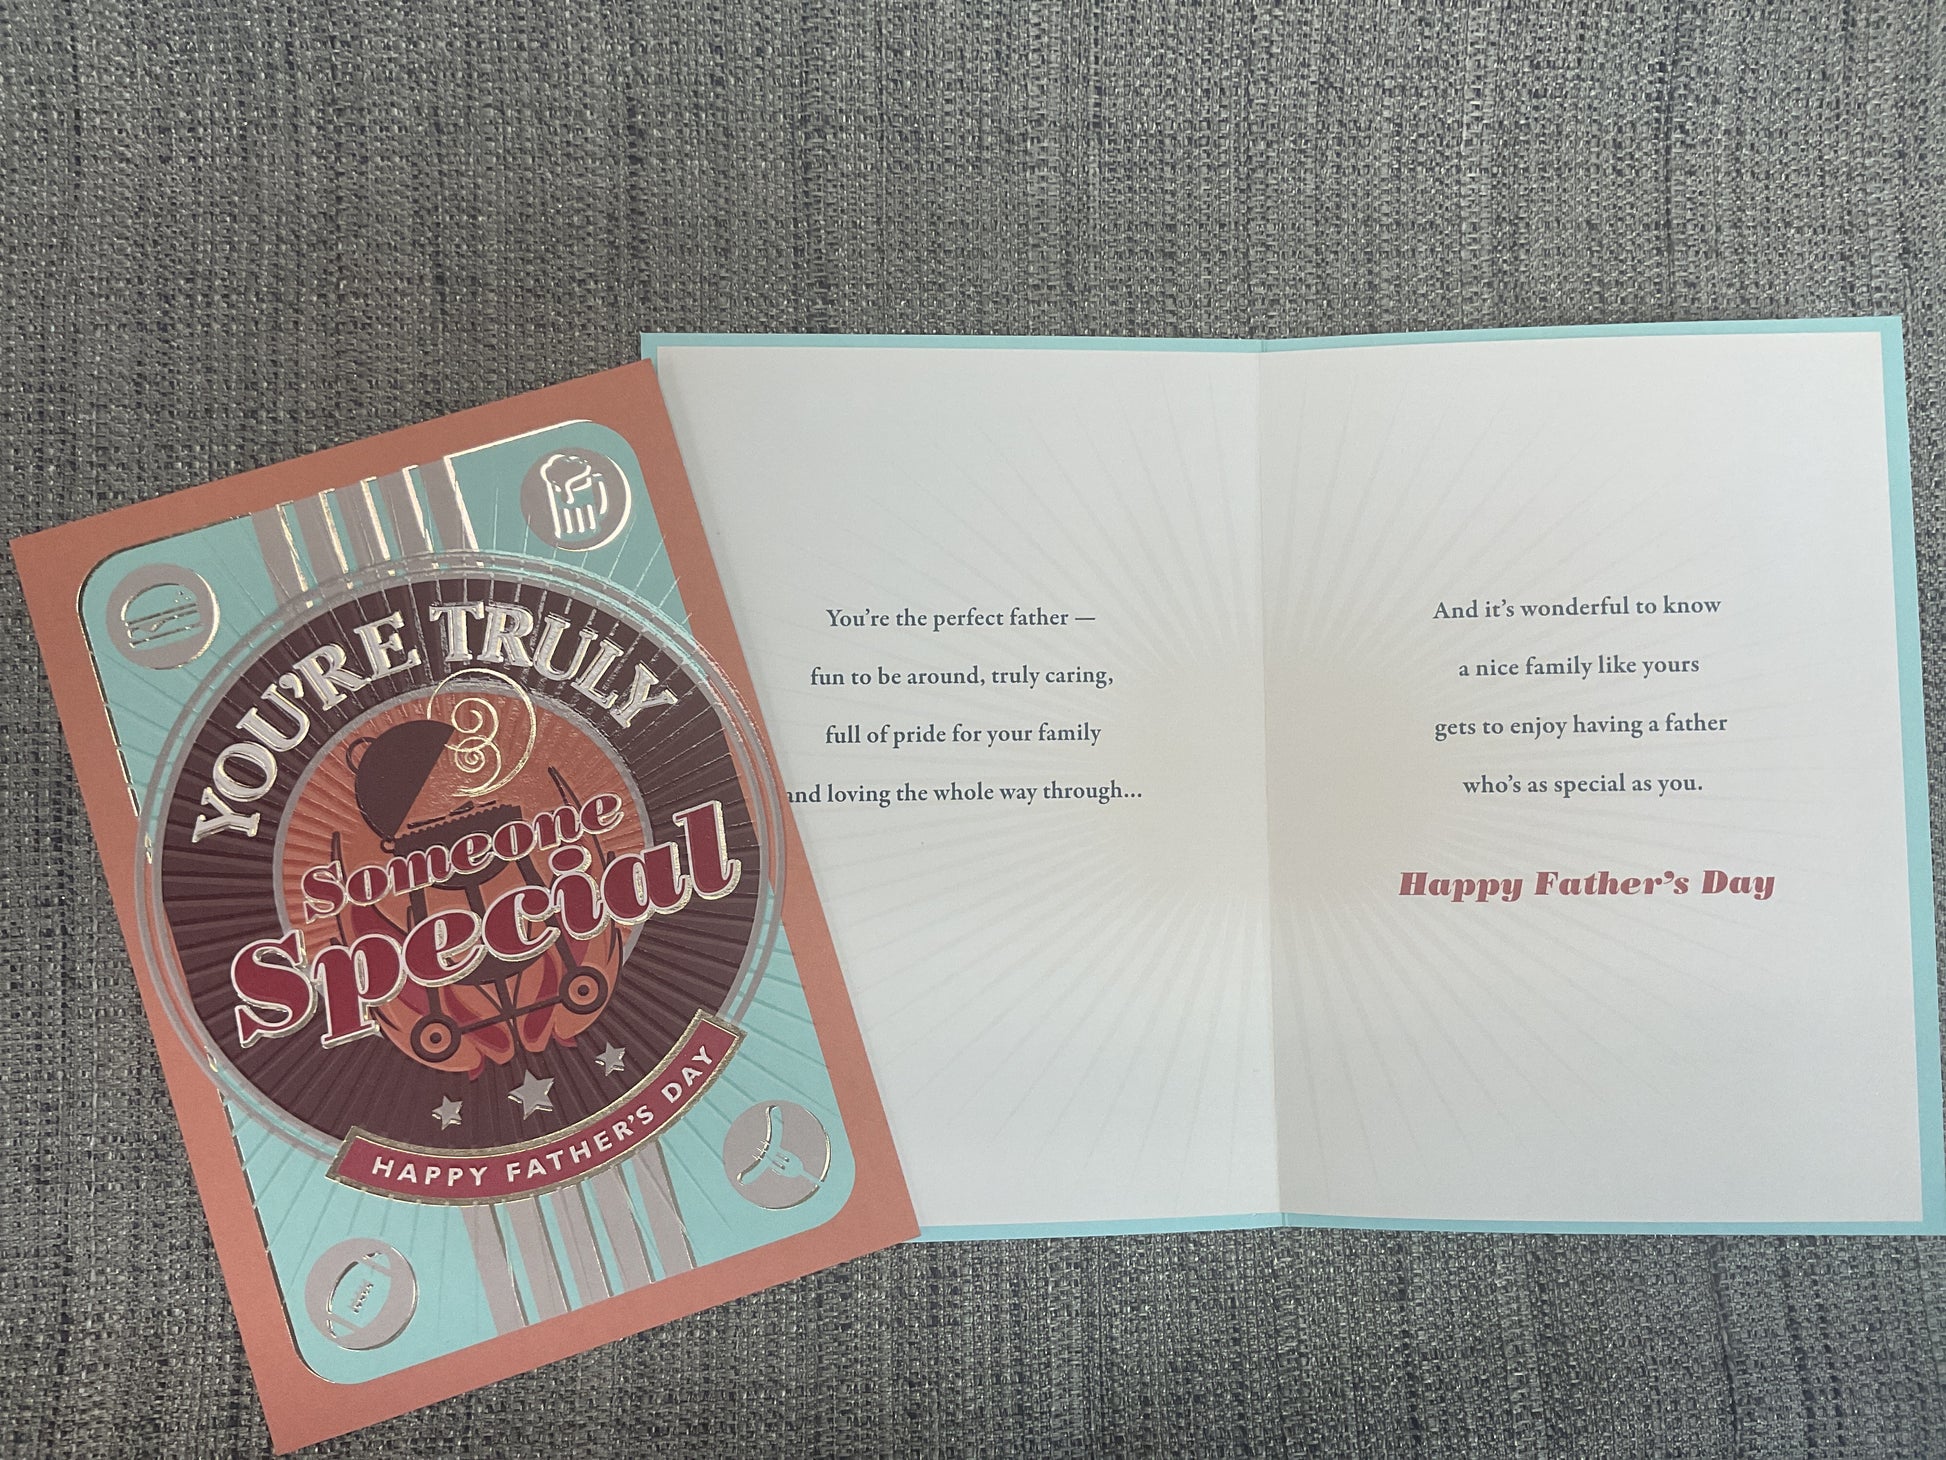 YOU'RE TRULY
Someone
Special
HAPPY FATHER'S DAY
You're the perfect father —
fun to be around, truly caring,
full of pride for your family
and loving the whole way through...
And it's wonderful to know
a nice family like yours
gets to enjoy having a father
who's as special as you.
Happy Father's Day